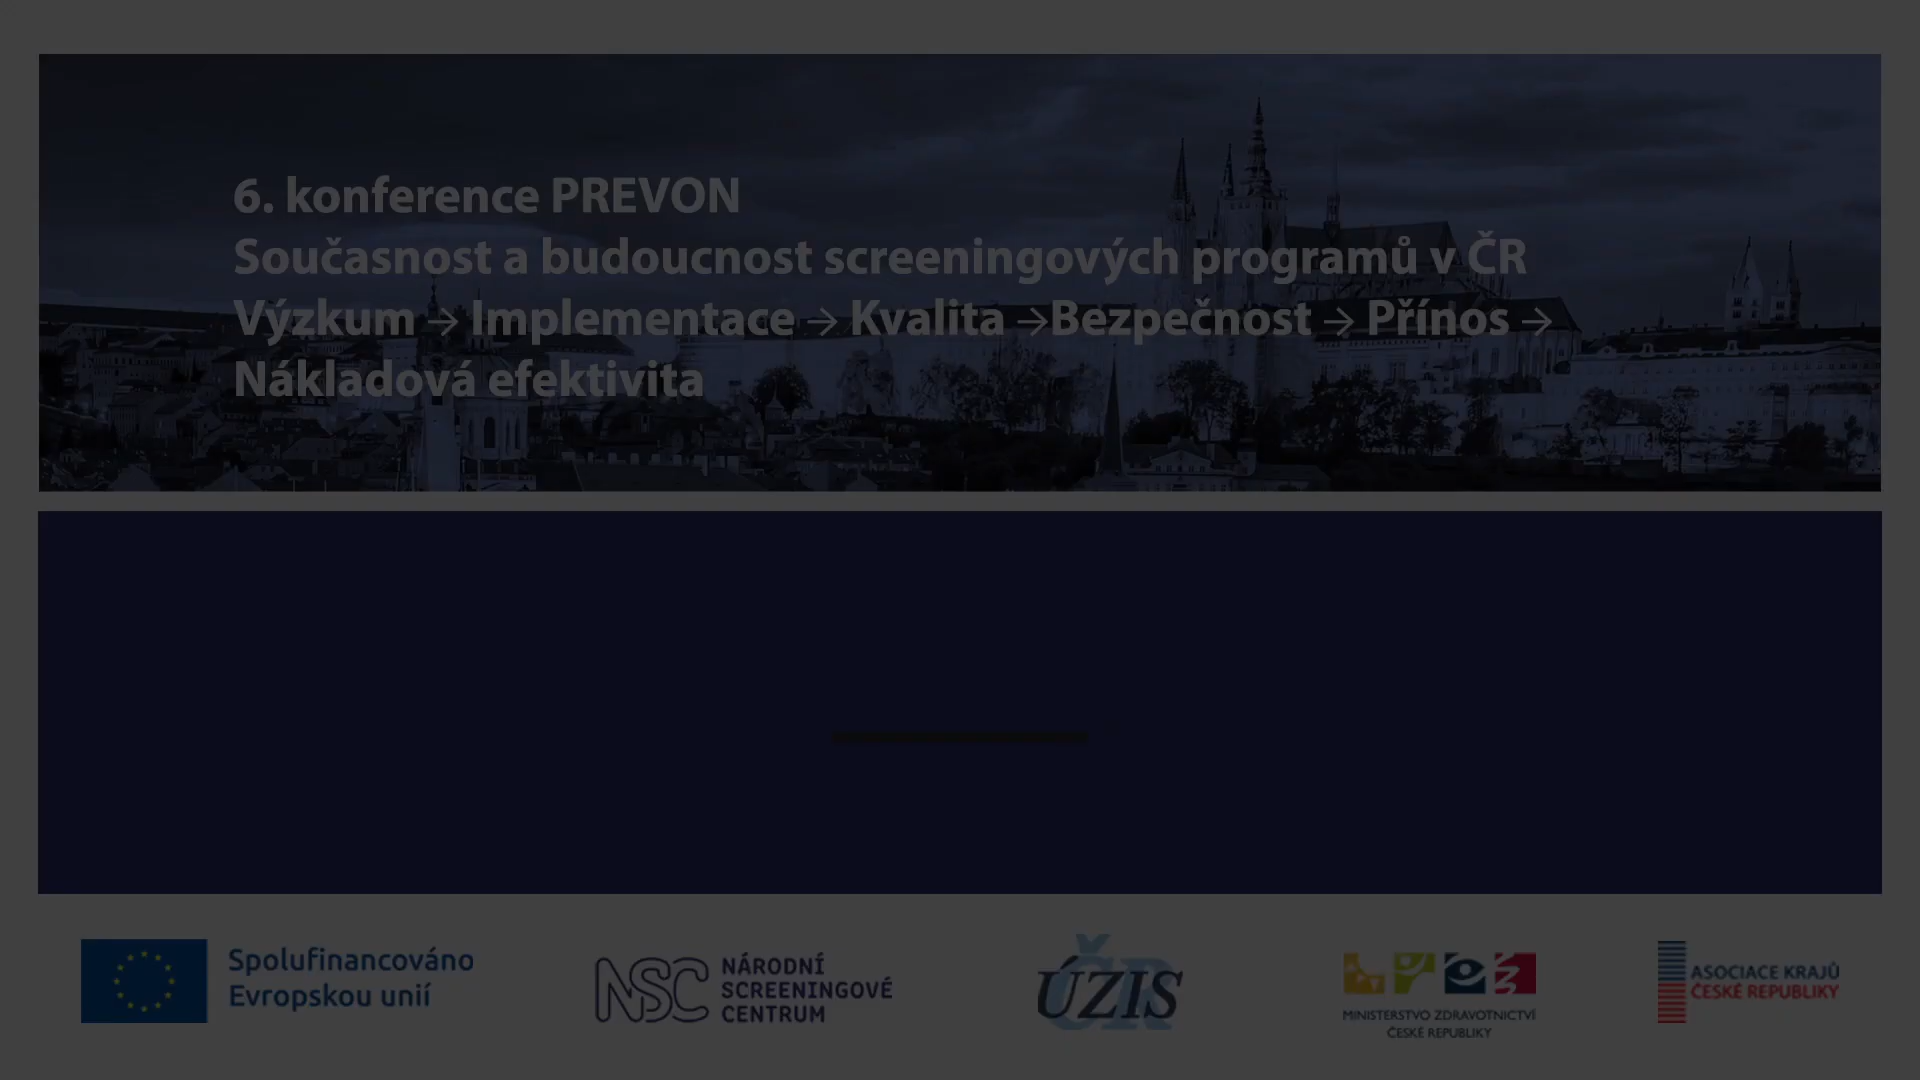 6. konference PREVON
Současnost a budoucnost screeningových programů v ČR
Výzkum → Implementace → Kvalita →Bezpečnost → Přínos →
Nákladová efektivita
Spolufinancováno
Evropskou unií
NSC
NÁRODNÍ
SCREENINGOVÉ
CENTRUM
ÚZIS
ČR
MINISTERSTVO ZDRAVOTNICTVÍ
ČESKÉ REPUBLIKY
ASOCIACE KRAJŮ
ČESKÉ REPUBLIKY